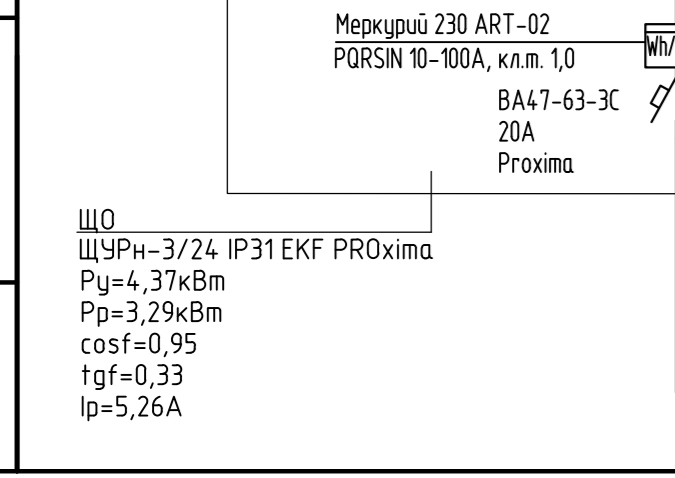 Меркурий 230 ART-02
PQRSIN 10-100А, кл.т. 1,0
Wh/
ВА47-63-3С
20А
Proxima
ЩО
ЩУРн-3/24 IP31 EKF PROxima
Ру=4,37кВт
Рр=3,29кВт
cosf=0,95
tgf=0,33
Iр=5,26А